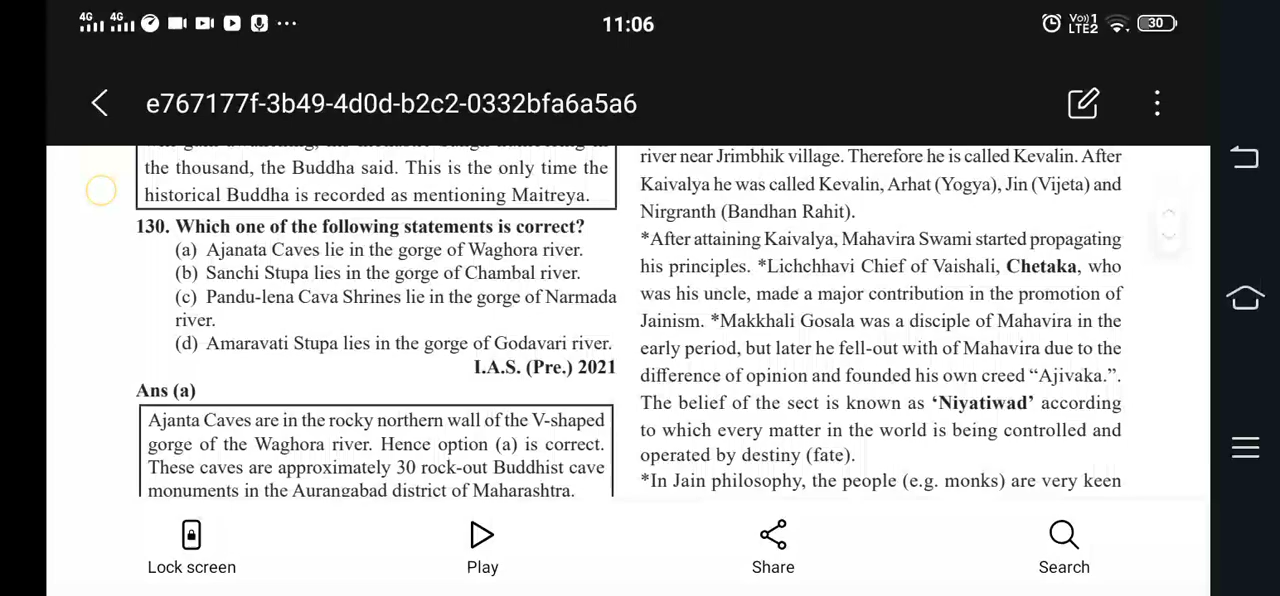 4G 4G
11:06
Vo)) 1
LTE2
30
e767177f-3b49-4d0d-b2c2-0332bfa6a5a6
the thousand, the Buddha said. This is the only time the
historical Buddha is recorded as mentioning Maitreya.
130. Which one of the following statements is correct?
(a) Ajanata Caves lie in the gorge of Waghora river.
(b) Sanchi Stupa lies in the gorge of Chambal river.
(c) Pandu-lena Cava Shrines lie in the gorge of Narmada
river.
(d) Amaravati Stupa lies in the gorge of Godavari river.
I.A.S. (Pre.) 2021
Ans (a)
Ajanta Caves are in the rocky northern wall of the V-shaped
gorge of the Waghora river. Hence option (a) is correct.
These caves are approximately 30 rock-out Buddhist cave
monuments in the Aurangabad district of Maharashtra.
river near Jrimbhik village. Therefore he is called Kevalin. After
Kaivalya he was called Kevalin, Arhat (Yogya), Jin (Vijeta) and
Nirgranth (Bandhan Rahit).
*After attaining Kaivalya, Mahavira Swami started propagating
his principles. *Lichchhavi Chief of Vaishali, Chetaka, who
was his uncle, made a major contribution in the promotion of
Jainism. *Makkhali Gosala was a disciple of Mahavira in the
early period, but later he fell-out with of Mahavira due to the
difference of opinion and founded his own creed “Ajivaka.”.
The belief of the sect is known as ‘Niyatiwad’ according
to which every matter in the world is being controlled and
operated by destiny (fate).
*In Jain philosophy, the people (e.g. monks) are very keen
Lock screen
Play
Share
Search